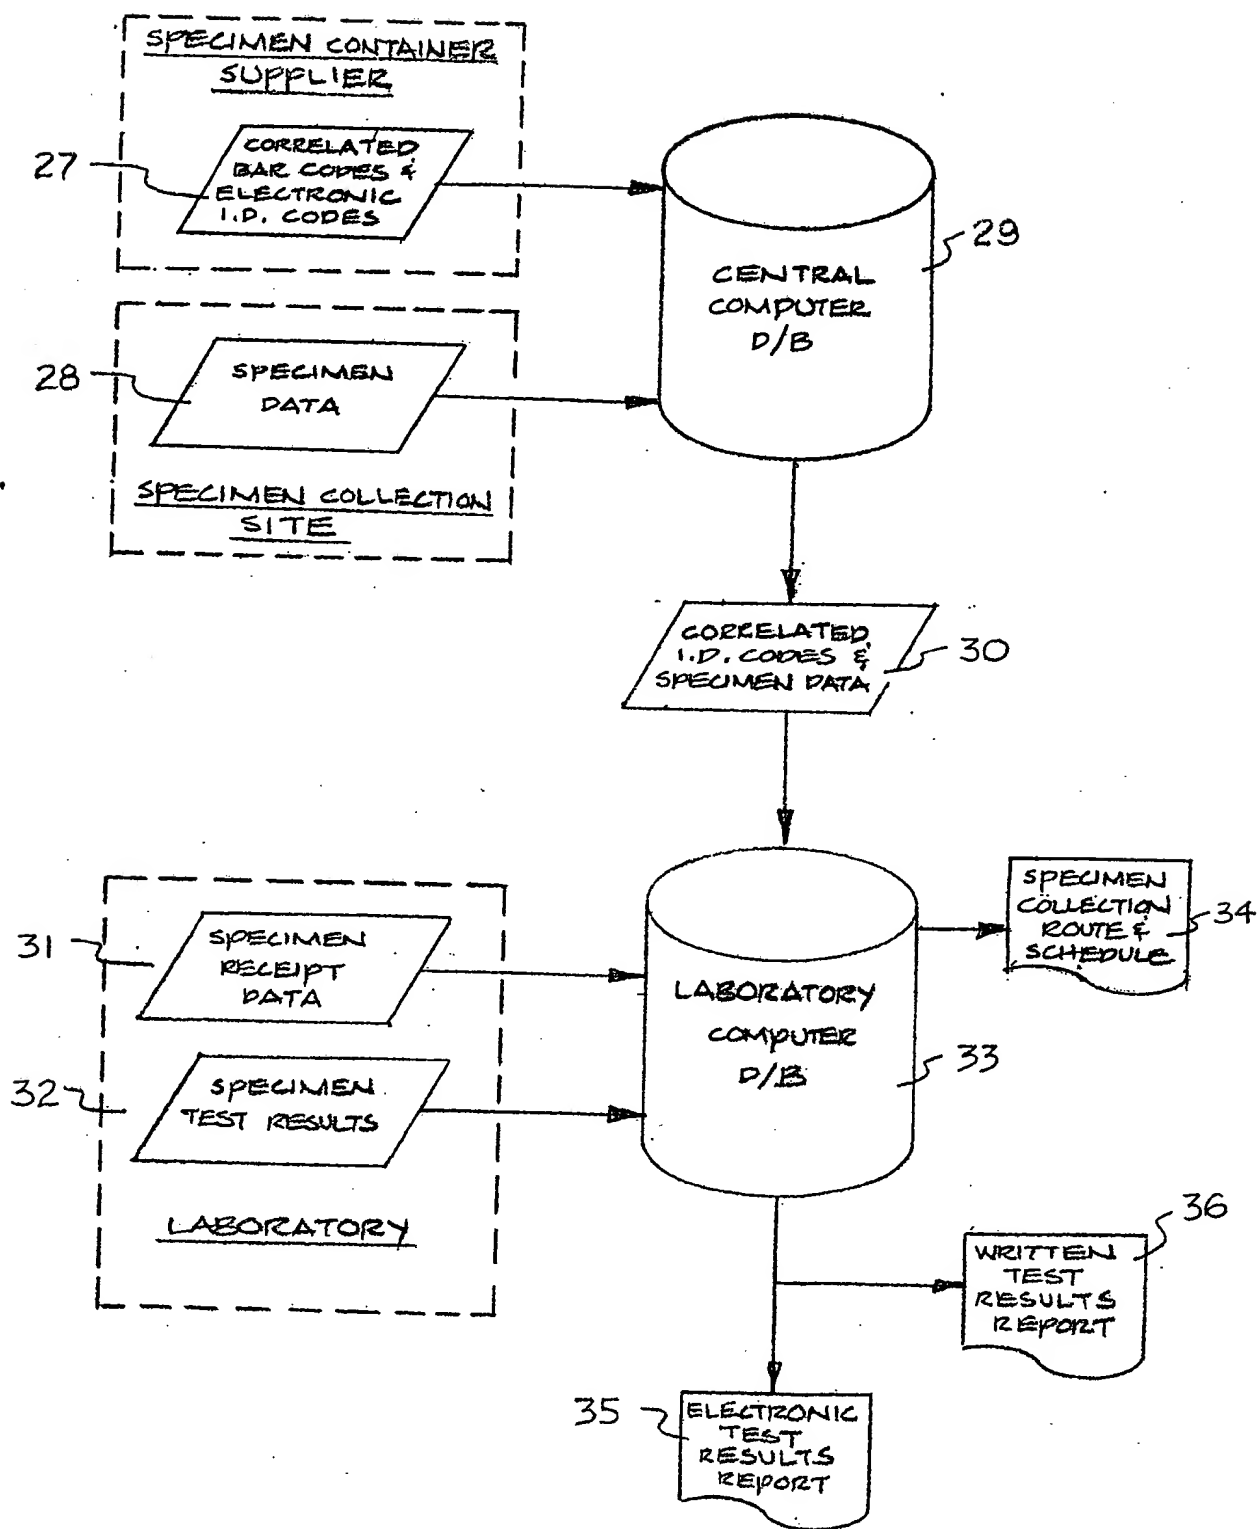 SPECIMEN CONTAINER
SUPPLIER
27
CORRELATED
BAR CODES &
ELECTRONIC
I.D. CODES
28
SPECIMEN
DATA
SPECIMEN COLLECTION
SITE
CENTRAL
COMPUTER
D/B
29
CORRELATED
I.D. CODES &
SPECIMEN DATA
30
31
SPECIMEN
RECEIPT
DATA
32
SPECIMEN
TEST RESULTS
LABORATORY
LABORATORY
COMPUTER
D/B
33
SPECIMEN
COLLECTION
ROUTE &
SCHEDULE
34
36
WRITTEN
TEST
RESULTS
REPORT
35
ELECTRONIC
TEST
RESULTS
REPORT